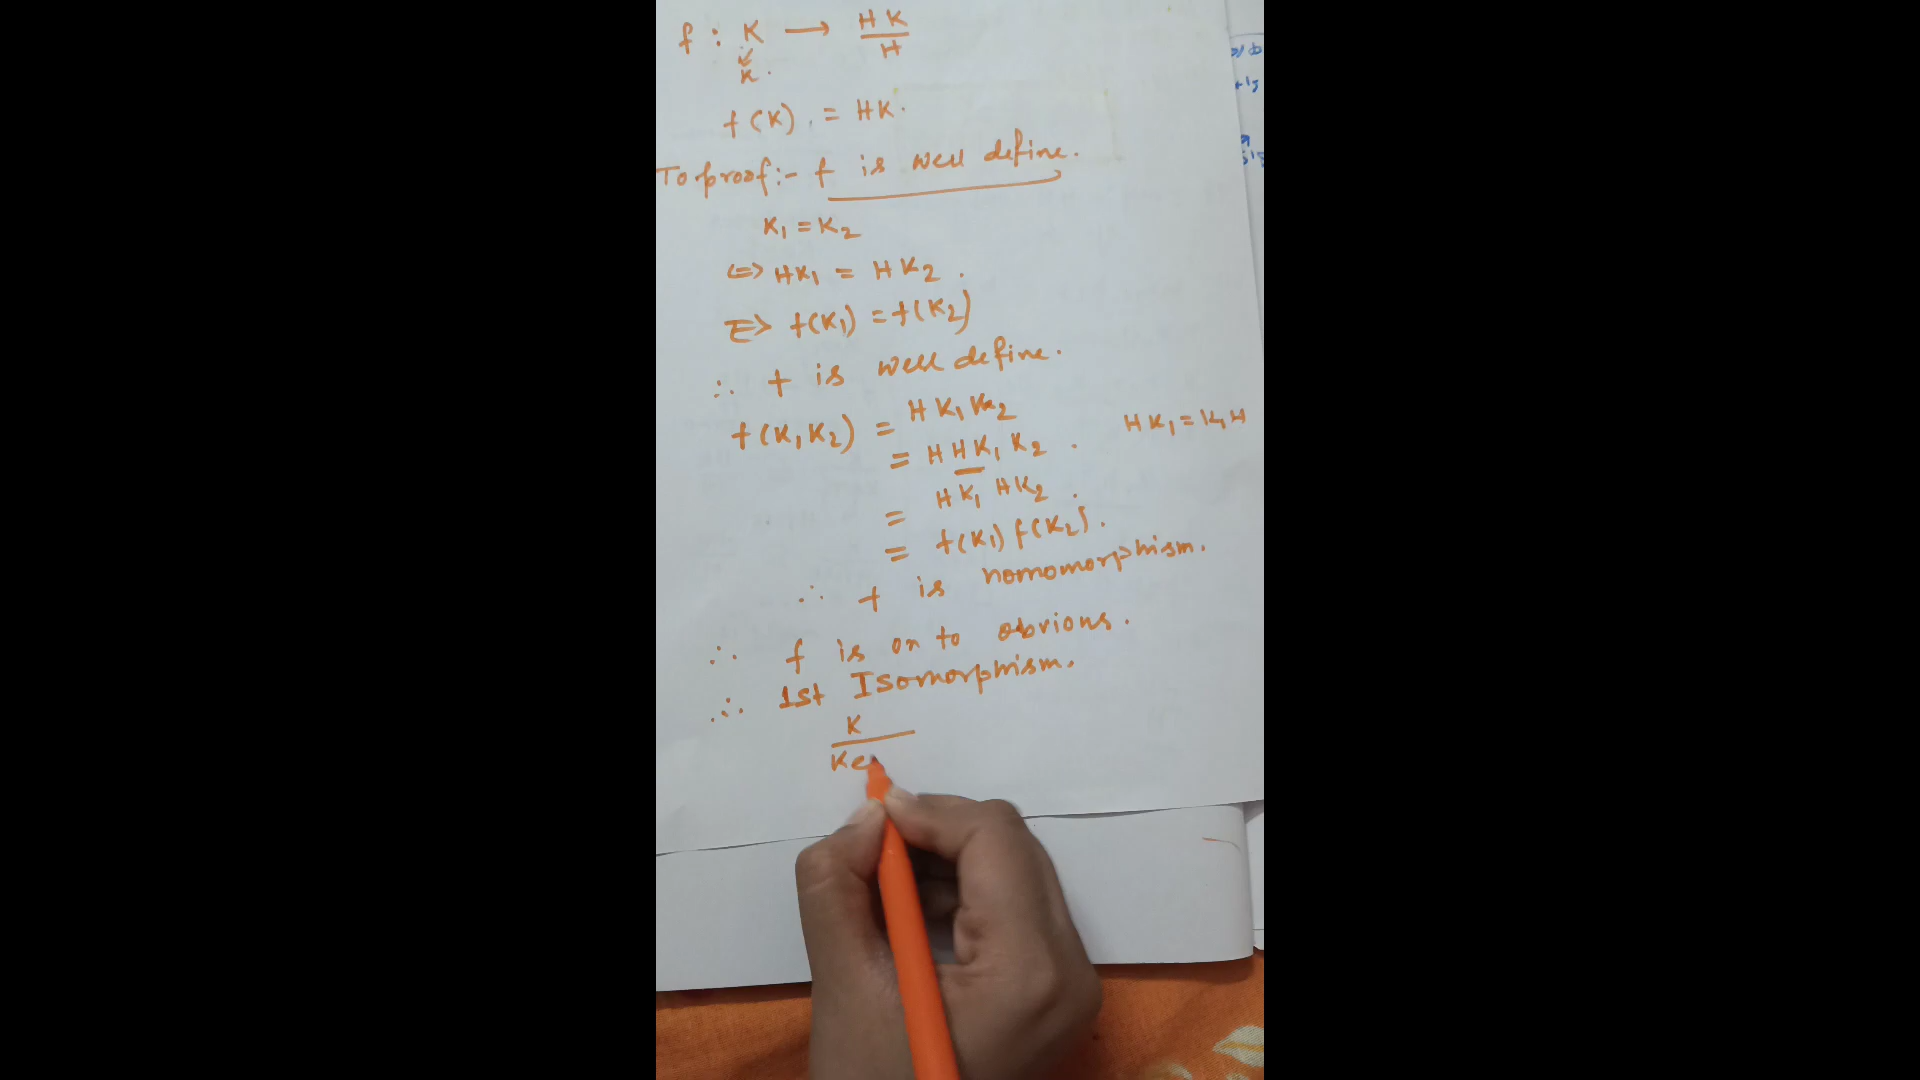 f : K → HK/H
k.
f(K) = HK.
To proof:- f is well define.
K₁ = K₂
⇔ HK₁ = HK₂.
⇒ f(K₁) = f(K₂)
∴ f is well define.
f(K₁K₂) = HK₁K₂
= HHK₁K₂. HK₁ = K₁H
= HK₁HK₂.
= f(K₁) f(K₂).
∴ f is homomorphism.
∴ f is on to obvious.
∴ 1st Isomorphism.
K
Ke